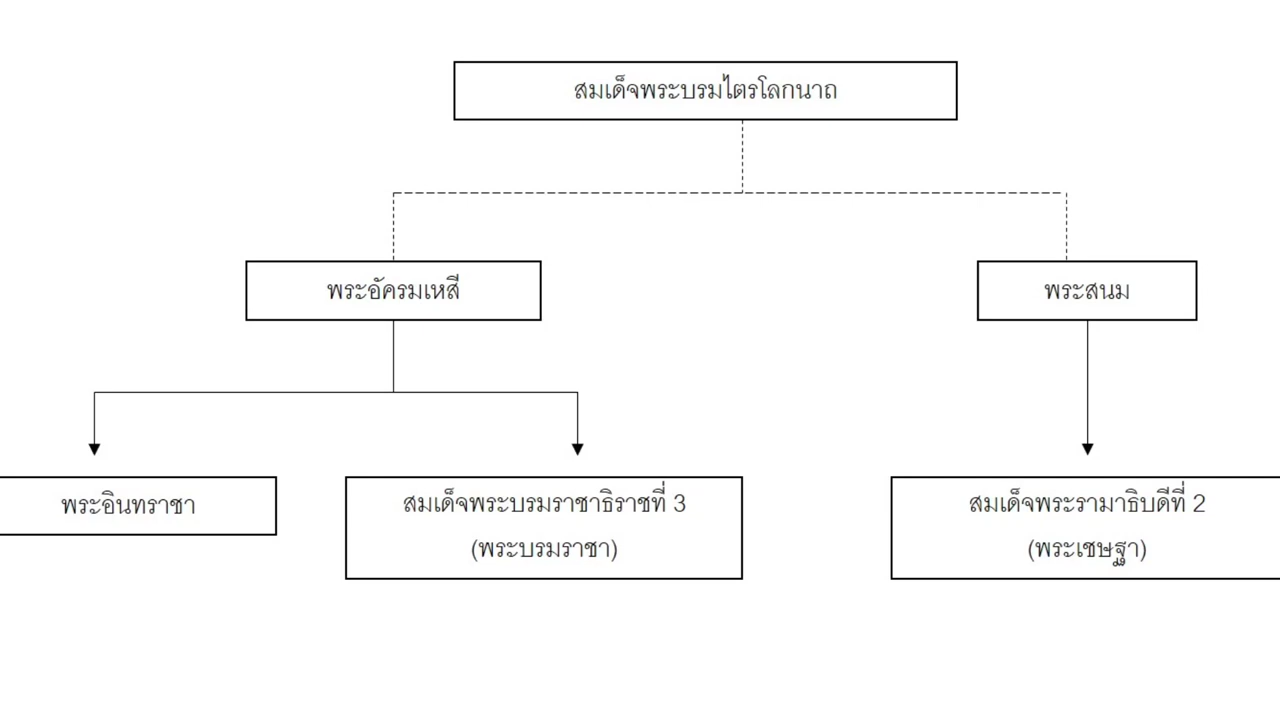 สมเด็จพระบรมไตรโลกนาถ
พระอัครมเหสี
พระสนม
พระอินทราชา
สมเด็จพระบรมราชาธิราชที่ 3
(พระบรมราชา)
สมเด็จพระรามาธิบดีที่ 2
(พระเชษฐา)